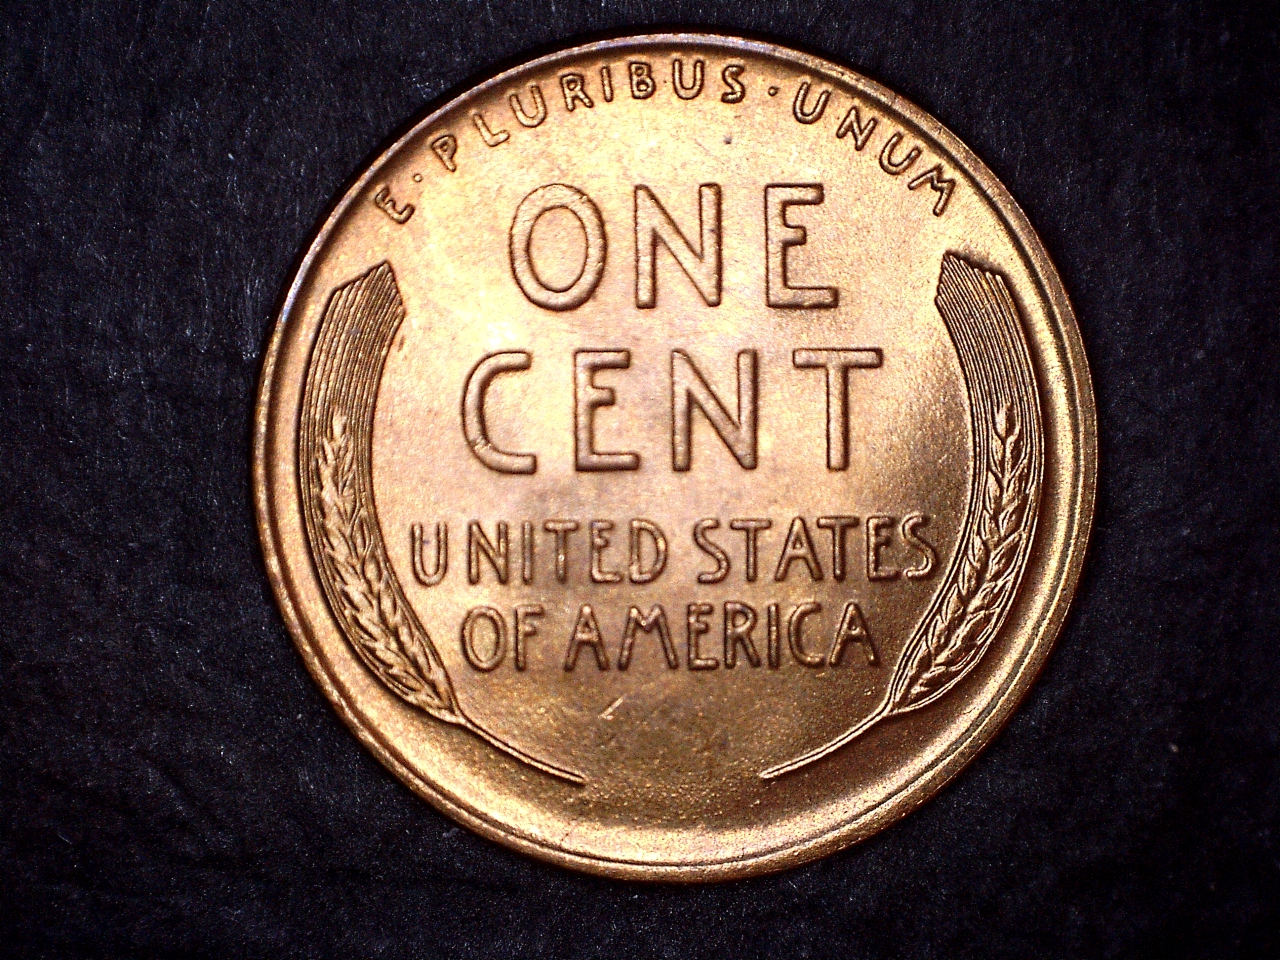 E·PLURIBUS·UNUM
ONE
CENT
UNITED STATES
OF AMERICA